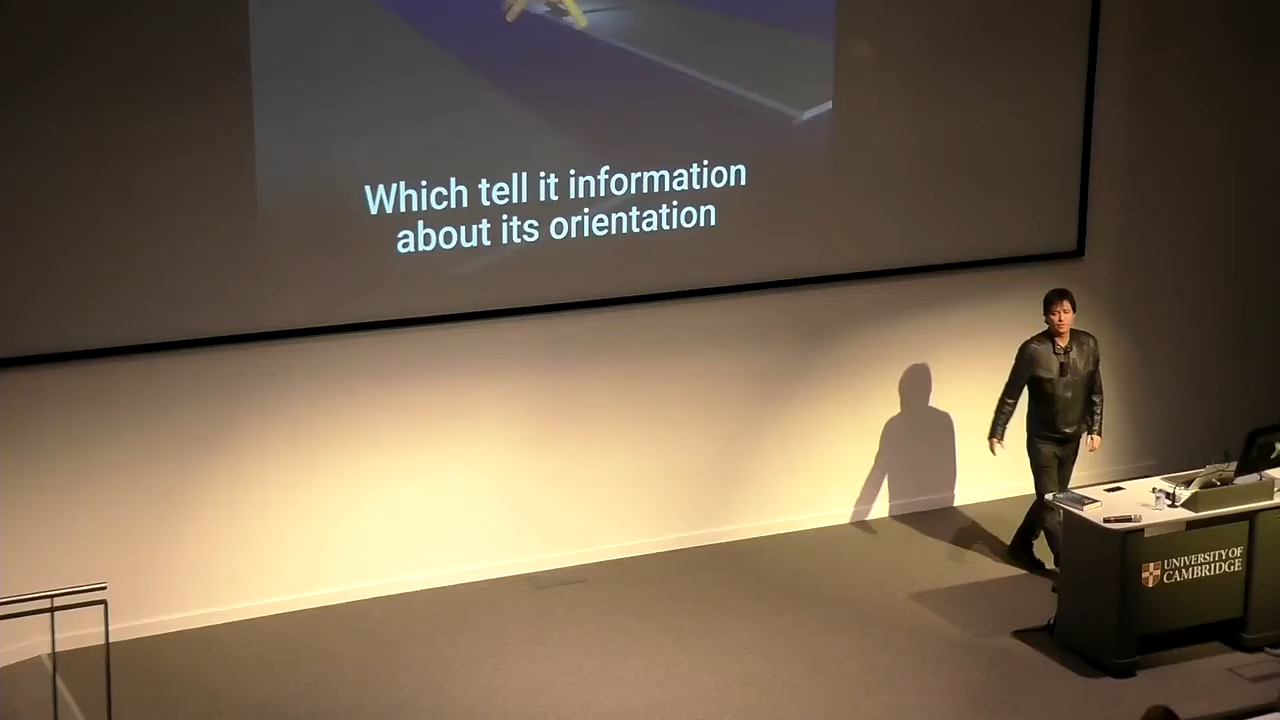 Which tell it information
about its orientation
UNIVERSITY OF
CAMBRIDGE